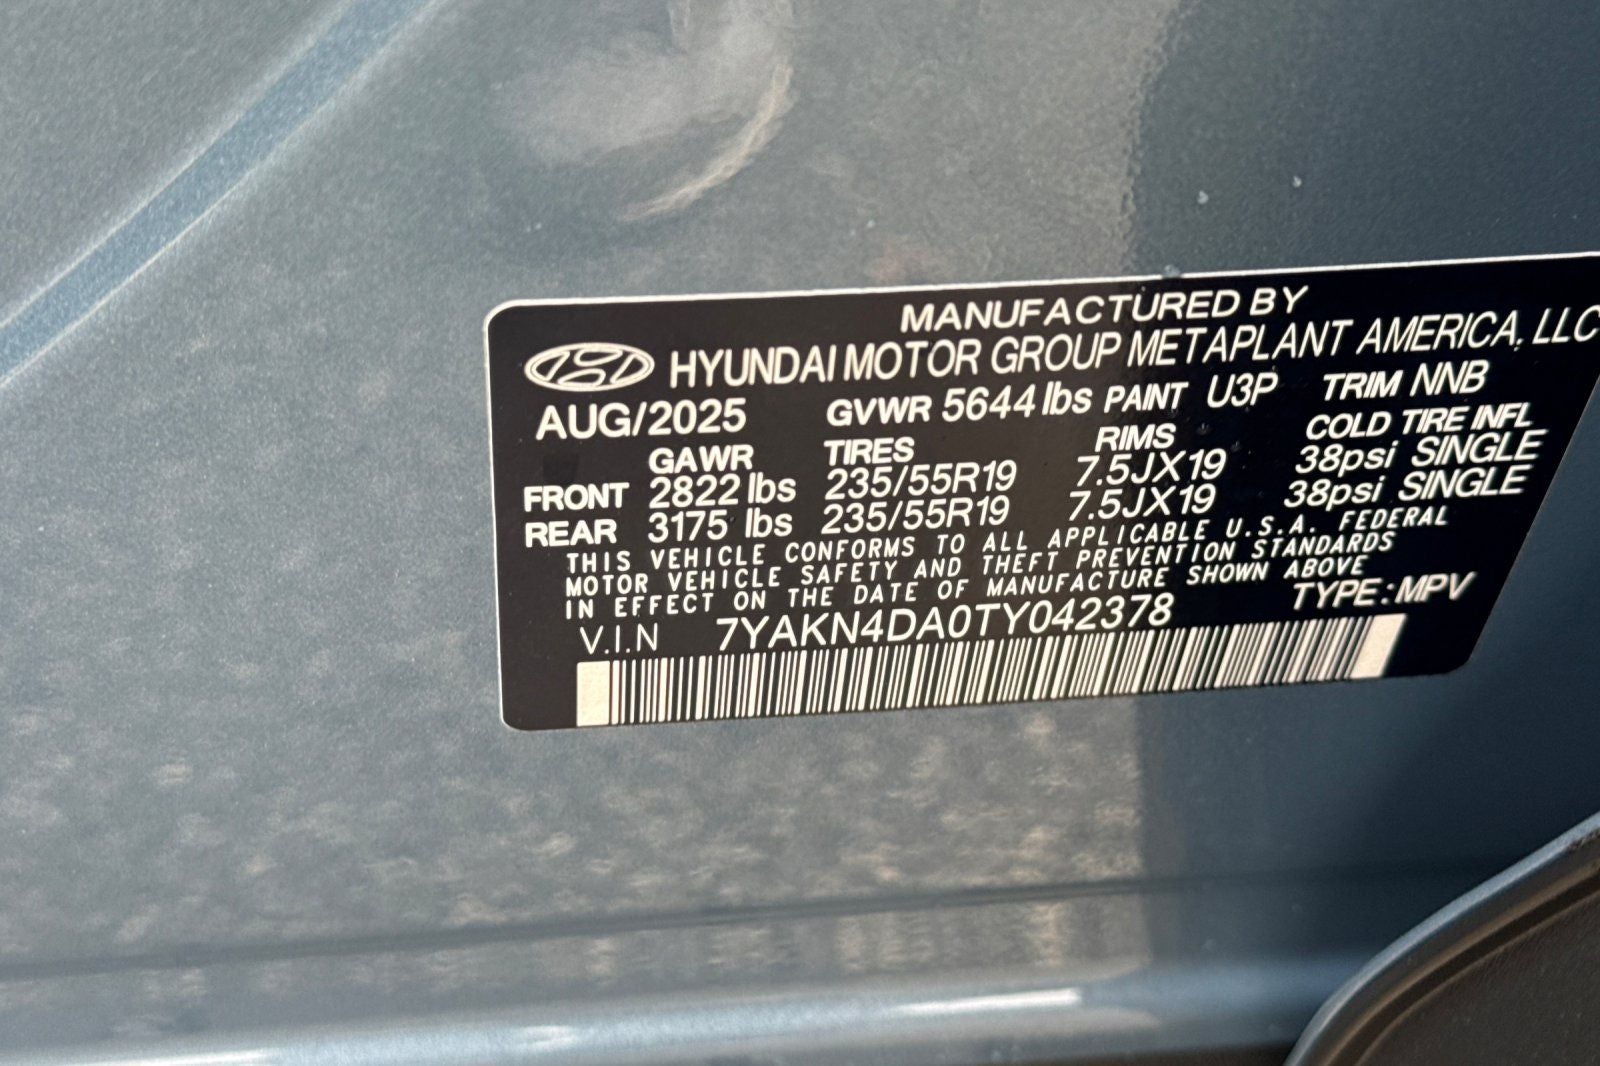 MANUFACTURED BY
HYUNDAI MOTOR GROUP METAPLANT AMERICA, LLC
AUG/2025 GVWR 5644 lbs PAINT U3P TRIM NNB
GAWR TIRES RIMS COLD TIRE INFL
FRONT 2822 lbs 235/55R19 7.5JX19 38psi SINGLE
REAR 3175 lbs 235/55R19 7.5JX19 38psi SINGLE
THIS VEHICLE CONFORMS TO ALL APPLICABLE U.S.A. FEDERAL
MOTOR VEHICLE SAFETY AND THEFT PREVENTION STANDARDS
IN EFFECT ON THE DATE OF MANUFACTURE SHOWN ABOVE
V.I.N 7YAKN4DA0TY042378 TYPE: MPV